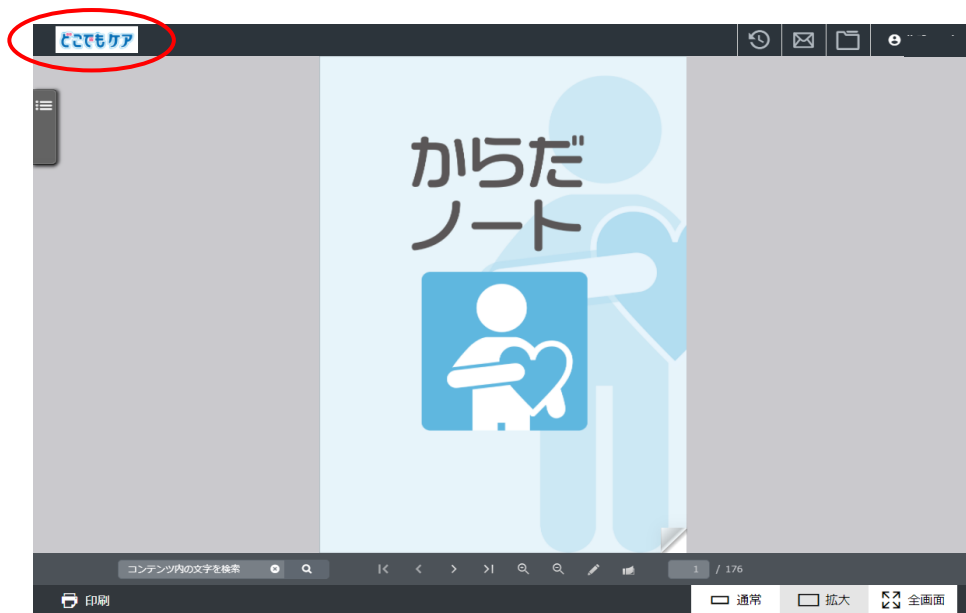 どこでもケア
からだ
ノート
コンテンツ内の文字を検索
1 / 176
印刷
通常
拡大
全画面